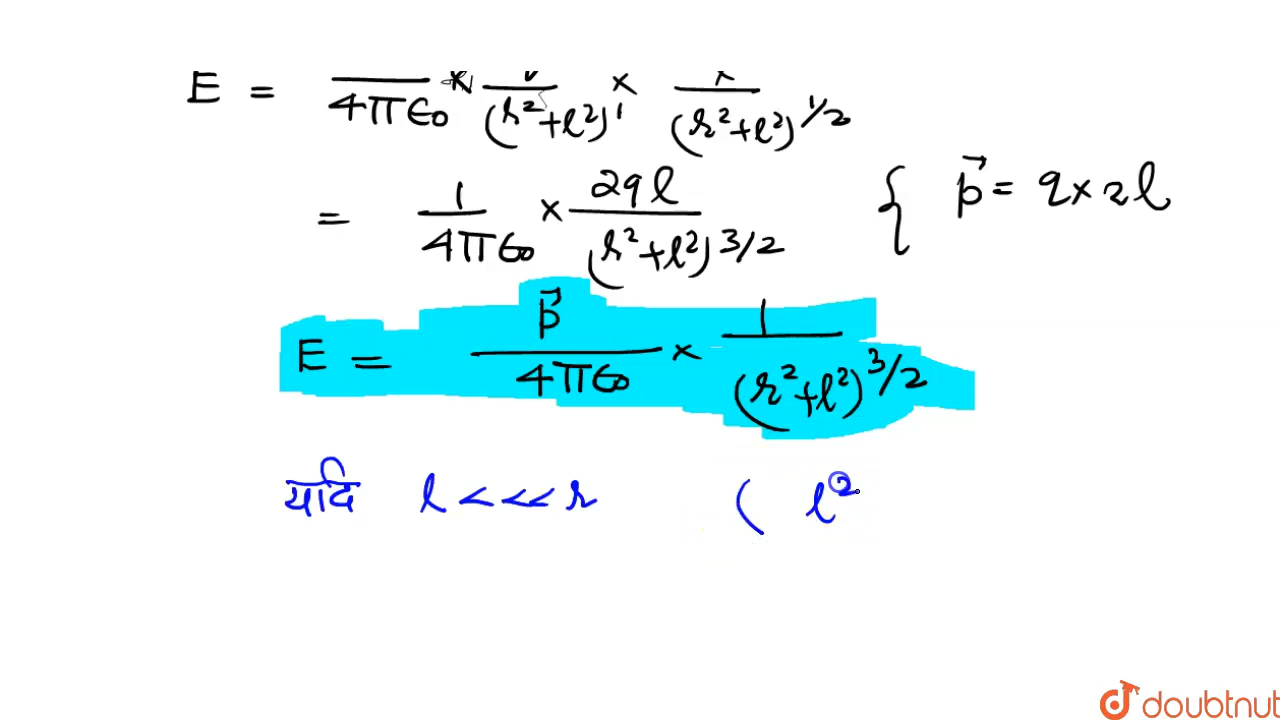 E = 4πε₀ × (r²+l²)¹ × (r²+l²)^1/2
= 1/4πε₀ × 2ql/(r²+l²)^3/2 { p⃗ = q×2l
E = p⃗/4πε₀ × 1/(r²+l²)^3/2
यदि l <<< r ( l²
doubtnut